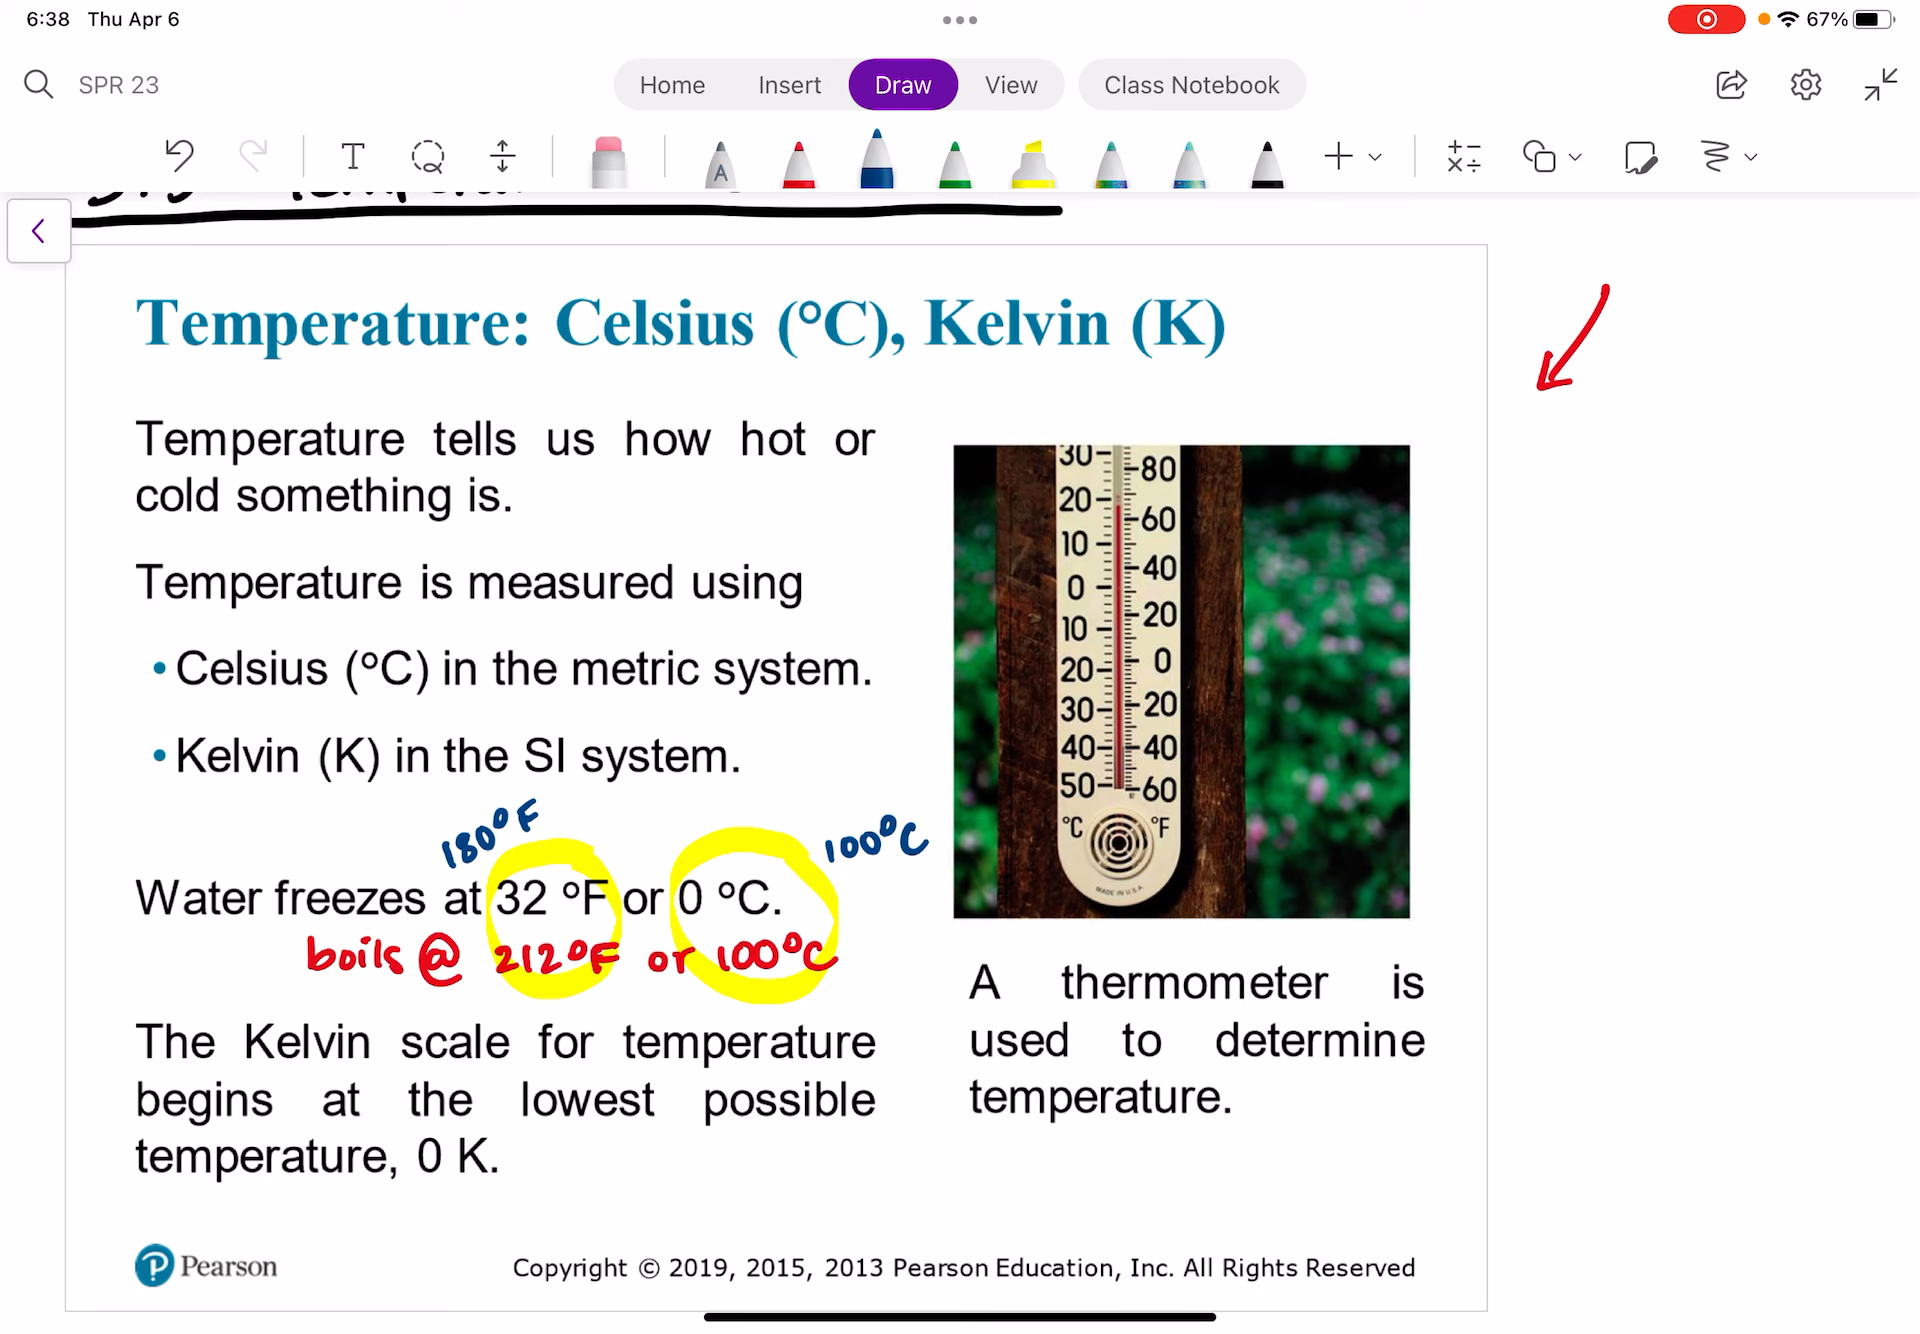 6:38 Thu Apr 6
67%
SPR 23
Home Insert Draw View Class Notebook
T
A
Temperature: Celsius (°C), Kelvin (K)
Temperature tells us how hot or
cold something is.
Temperature is measured using
• Celsius (°C) in the metric system.
• Kelvin (K) in the SI system.
180°F 100°C
Water freezes at 32 °F or 0 °C.
boils @ 212°F or 100°C
The Kelvin scale for temperature
begins at the lowest possible
temperature, 0 K.
30 80
20 60
10 40
0 20
10 0
20 20
30 40
40 60
50
°C °F
MADE IN U.S.A.
A thermometer is
used to determine
temperature.
P Pearson
Copyright © 2019, 2015, 2013 Pearson Education, Inc. All Rights Reserved